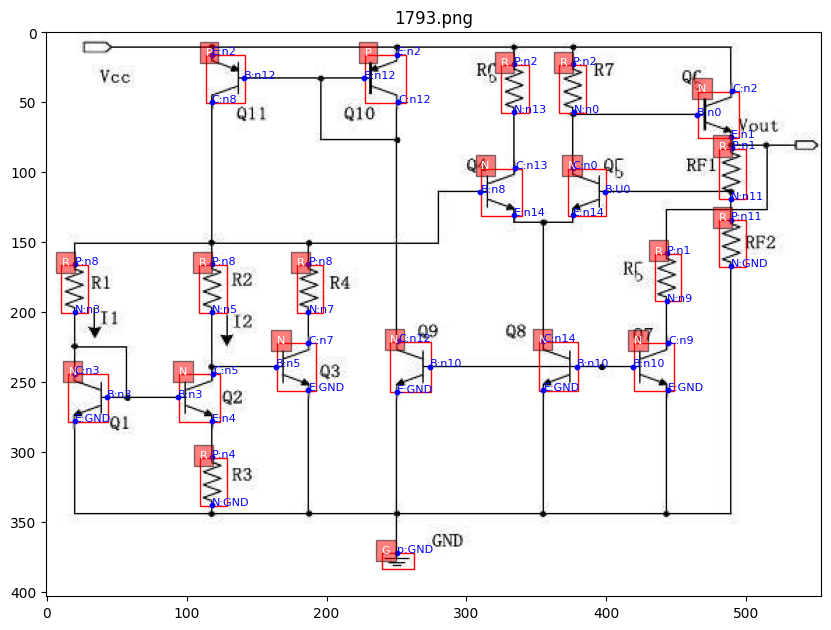 1793.png
0
50
100
150
200
250
300
350
400
0
100
200
300
400
500
Vcc
P
E:n2
B:n12
C:n8
Q11
P
E:n2
B:n12
C:n12
Q10
R
P:n2
N:n13
R6
R
P:n2
N:n0
R7
Q6
N
C:n2
B:n0
E:n1
Vout
R
P:n1
N:n11
RF1
N
C:n13
B:n8
E:n14
N
C:n0
B:U0
E:n14
Q5
R
P:n11
N:GND
RF2
R
P:n8
N:n3
R1
I1
R
P:n8
N:n5
R2
I2
R
P:n8
N:n7
R4
R
P:n1
N:n9
R5
N
C:n3
B:n3
E:GND
Q1
N
C:n5
B:n3
E:n4
Q2
N
C:n7
B:n5
E:GND
Q3
N
C:n12
B:n10
E:GND
Q9
N
C:n14
B:n10
E:GND
Q8
N
C:n9
B:n10
E:GND
Q7
R
P:n4
N:GND
R3
G
p:GND
GND